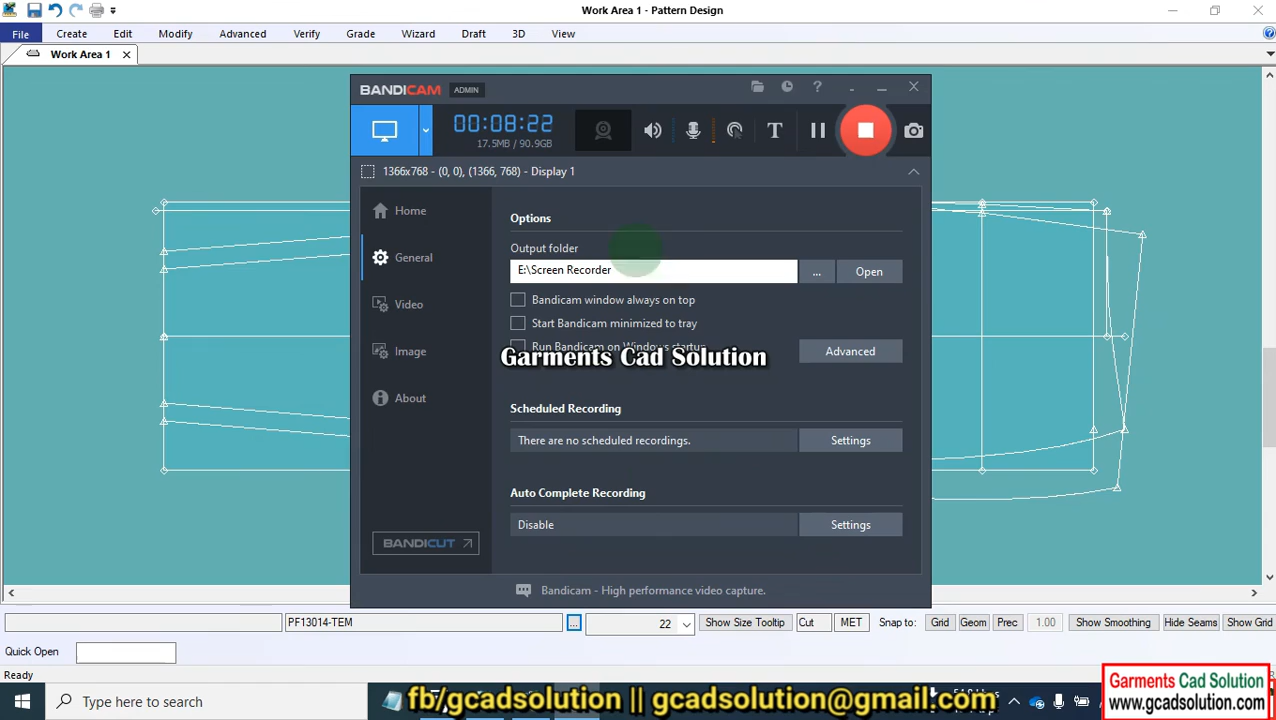 Work Area 1 - Pattern Design
File Create Edit Modify Advanced Verify Grade Wizard Draft 3D View
Work Area 1
BANDICAM ADMIN
00:08:22
17.5MB / 90.9GB
1366x768 - (0, 0), (1366, 768) - Display 1
Home
General
Video
Image
About
BANDICUT
Options
Output folder
E:\Screen Recorder ... Open
Bandicam window always on top
Start Bandicam minimized to tray
Run Bandicam on Windows startup
Advanced
Garments Cad Solution
Scheduled Recording
There are no scheduled recordings. Settings
Auto Complete Recording
Disable Settings
Bandicam - High performance video capture.
PF13014-TEM ... 22 Show Size Tooltip Cut MET Snap to: Grid Geom Prec 1.00 Show Smoothing Hide Seams Show Grid
Quick Open
Ready
Type here to search
fb/gcadsolution || gcadsolution@gmail.com
Garments Cad Solution
www.gcadsolution.com